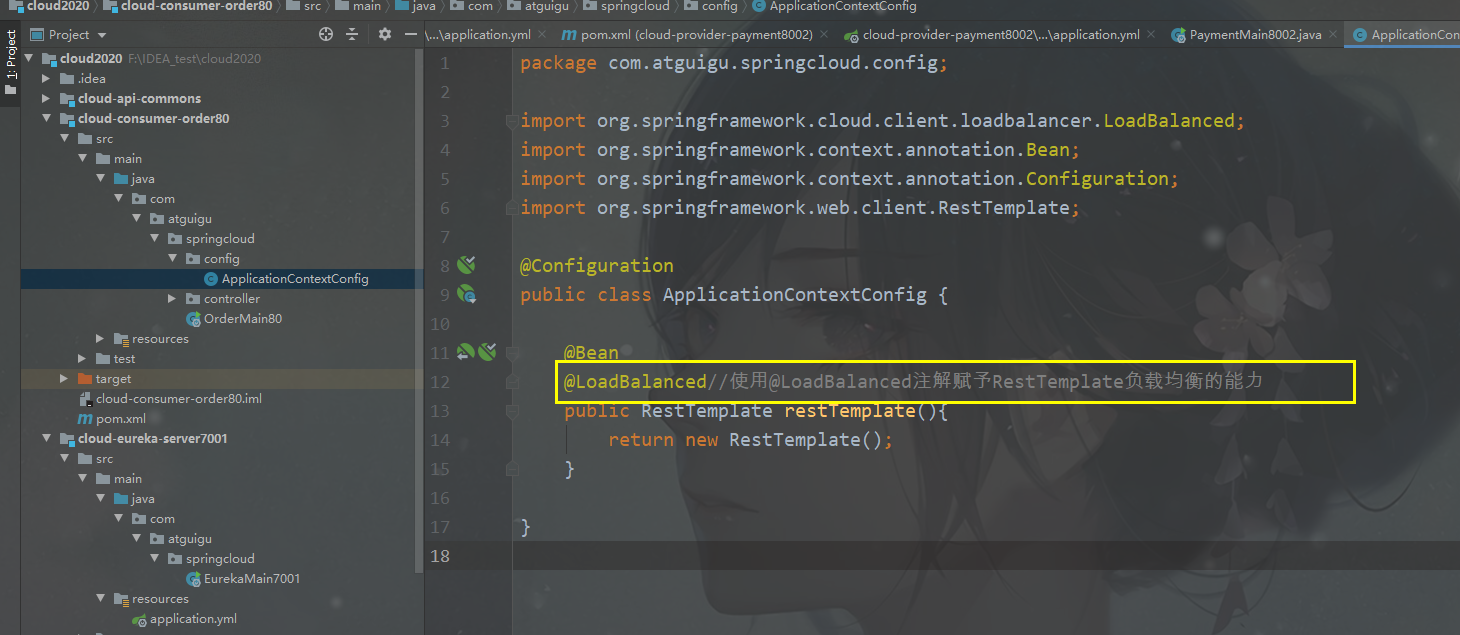 cloud2020 cloud-consumer-order80 src main java com atguigu springcloud config ApplicationContextConfig
1: Project
Project
\...\application.yml
pom.xml (cloud-provider-payment8002)
cloud-provider-payment8002\...\application.yml
PaymentMain8002.java
ApplicationCon
cloud2020 F:\IDEA_test\cloud2020
.idea
cloud-api-commons
cloud-consumer-order80
src
main
java
com
atguigu
springcloud
config
ApplicationContextConfig
controller
OrderMain80
resources
test
target
cloud-consumer-order80.iml
pom.xml
cloud-eureka-server7001
src
main
java
com
atguigu
springcloud
EurekaMain7001
resources
application.yml
1 package com.atguigu.springcloud.config;
2
3 import org.springframework.cloud.client.loadbalancer.LoadBalanced;
4 import org.springframework.context.annotation.Bean;
5 import org.springframework.context.annotation.Configuration;
6 import org.springframework.web.client.RestTemplate;
7
8 @Configuration
9 public class ApplicationContextConfig {
10
11 @Bean
12 @LoadBalanced//使用@LoadBalanced注解赋予RestTemplate负载均衡的能力
13 public RestTemplate restTemplate(){
14 return new RestTemplate();
15 }
16
17 }
18